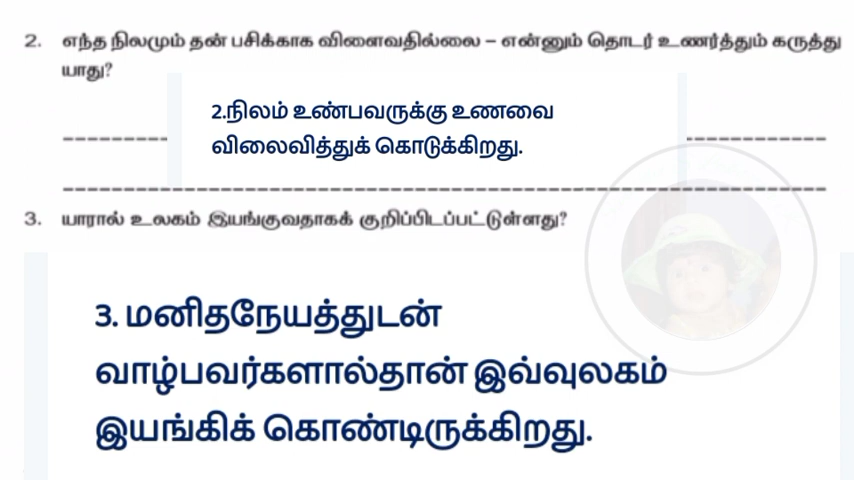 2. எந்த நிலமும் தன் பசிக்காக விளைவதில்லை – என்னும் தொடர் உணர்த்தும் கருத்து
யாது?
2.நிலம் உண்பவருக்கு உணவை
விலைவித்துக் கொடுக்கிறது.
3. யாரால் உலகம் இயங்குவதாகக் குறிப்பிடப்பட்டுள்ளது?
3. மனிதநேயத்துடன்
வாழ்பவர்களால்தான் இவ்வுலகம்
இயங்கிக் கொண்டிருக்கிறது.